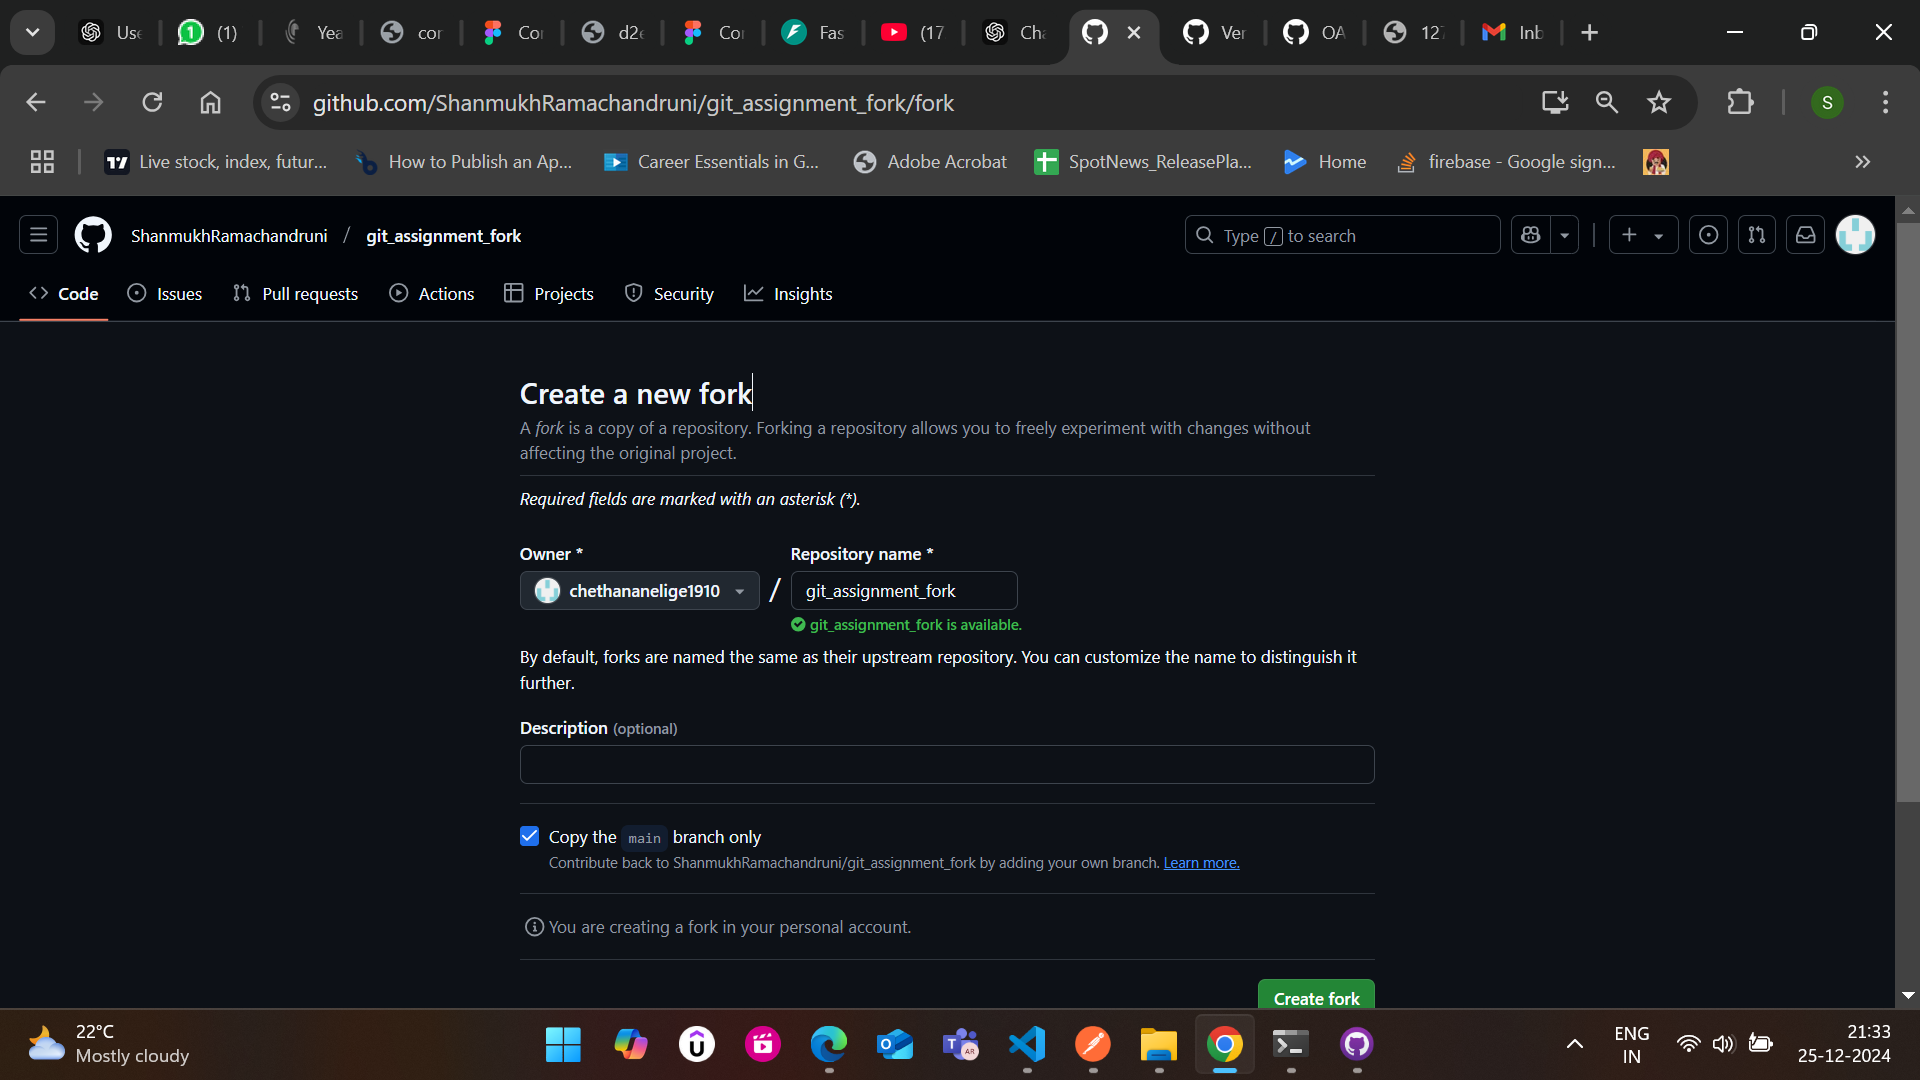 Use
(1)
Yea
cor
Cor
d2e
Cor
Fas
(17
Cha
Ver
OA
127
Inb
github.com/ShanmukhRamachandruni/git_assignment_fork/fork
S
Live stock, index, futur...
How to Publish an Ap...
Career Essentials in G...
Adobe Acrobat
SpotNews_ReleasePla...
Home
firebase - Google sign...
ShanmukhRamachandruni / git_assignment_fork
Type / to search
Code
Issues
Pull requests
Actions
Projects
Security
Insights
Create a new fork
A fork is a copy of a repository. Forking a repository allows you to freely experiment with changes without
affecting the original project.
Required fields are marked with an asterisk (*).
Owner *
Repository name *
chethananelige1910
/
git_assignment_fork
git_assignment_fork is available.
By default, forks are named the same as their upstream repository. You can customize the name to distinguish it
further.
Description (optional)
Copy the main branch only
Contribute back to ShanmukhRamachandruni/git_assignment_fork by adding your own branch. Learn more.
You are creating a fork in your personal account.
Create fork
22°C
Mostly cloudy
ENG
IN
21:33
25-12-2024